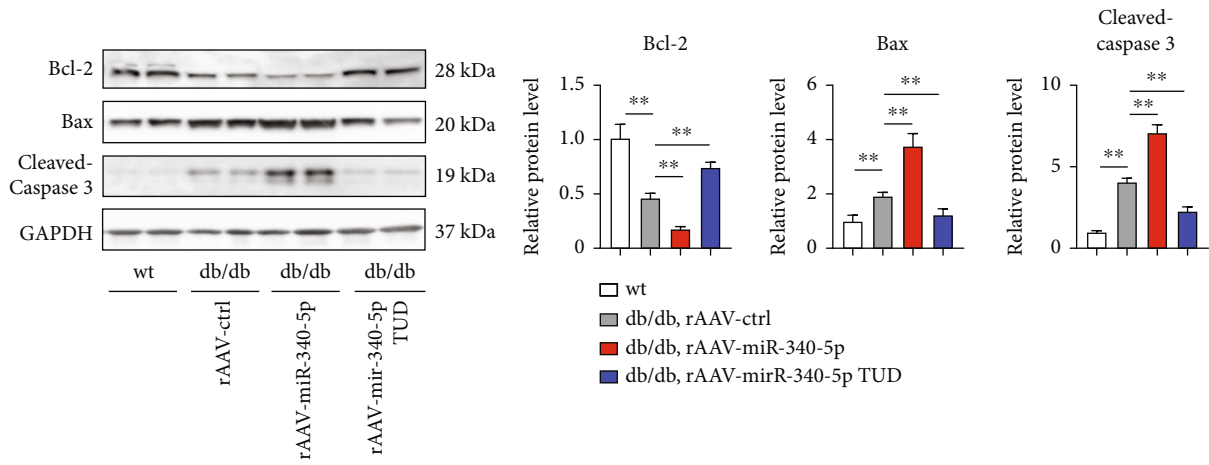 Bcl-2
28 kDa
Bax
20 kDa
Cleaved-
Caspase 3
19 kDa
GAPDH
37 kDa
wt
db/db
db/db
db/db
rAAV-ctrl
rAAV-miR-340-5p
rAAV-mir-340-5p
TUD
Bcl-2
Relative protein level
1.5
1.0
0.5
0
**
**
**
Bax
Relative protein level
6
4
2
0
**
**
**
Cleaved-
caspase 3
Relative protein level
10
5
0
**
**
**
wt
db/db, rAAV-ctrl
db/db, rAAV-miR-340-5p
db/db, rAAV-mirR-340-5p TUD